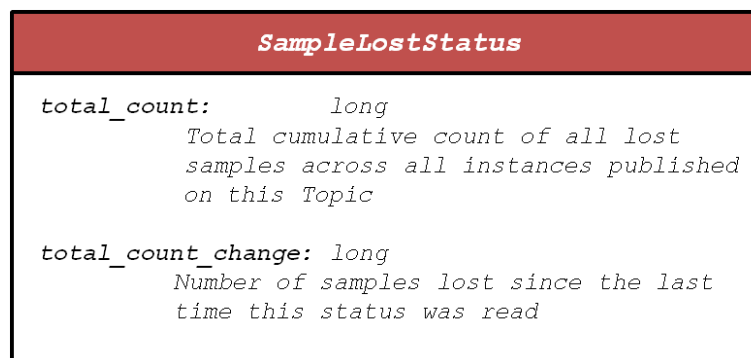 SampleLostStatus
total_count: long
Total cumulative count of all lost
samples across all instances published
on this Topic
total_count_change: long
Number of samples lost since the last
time this status was read